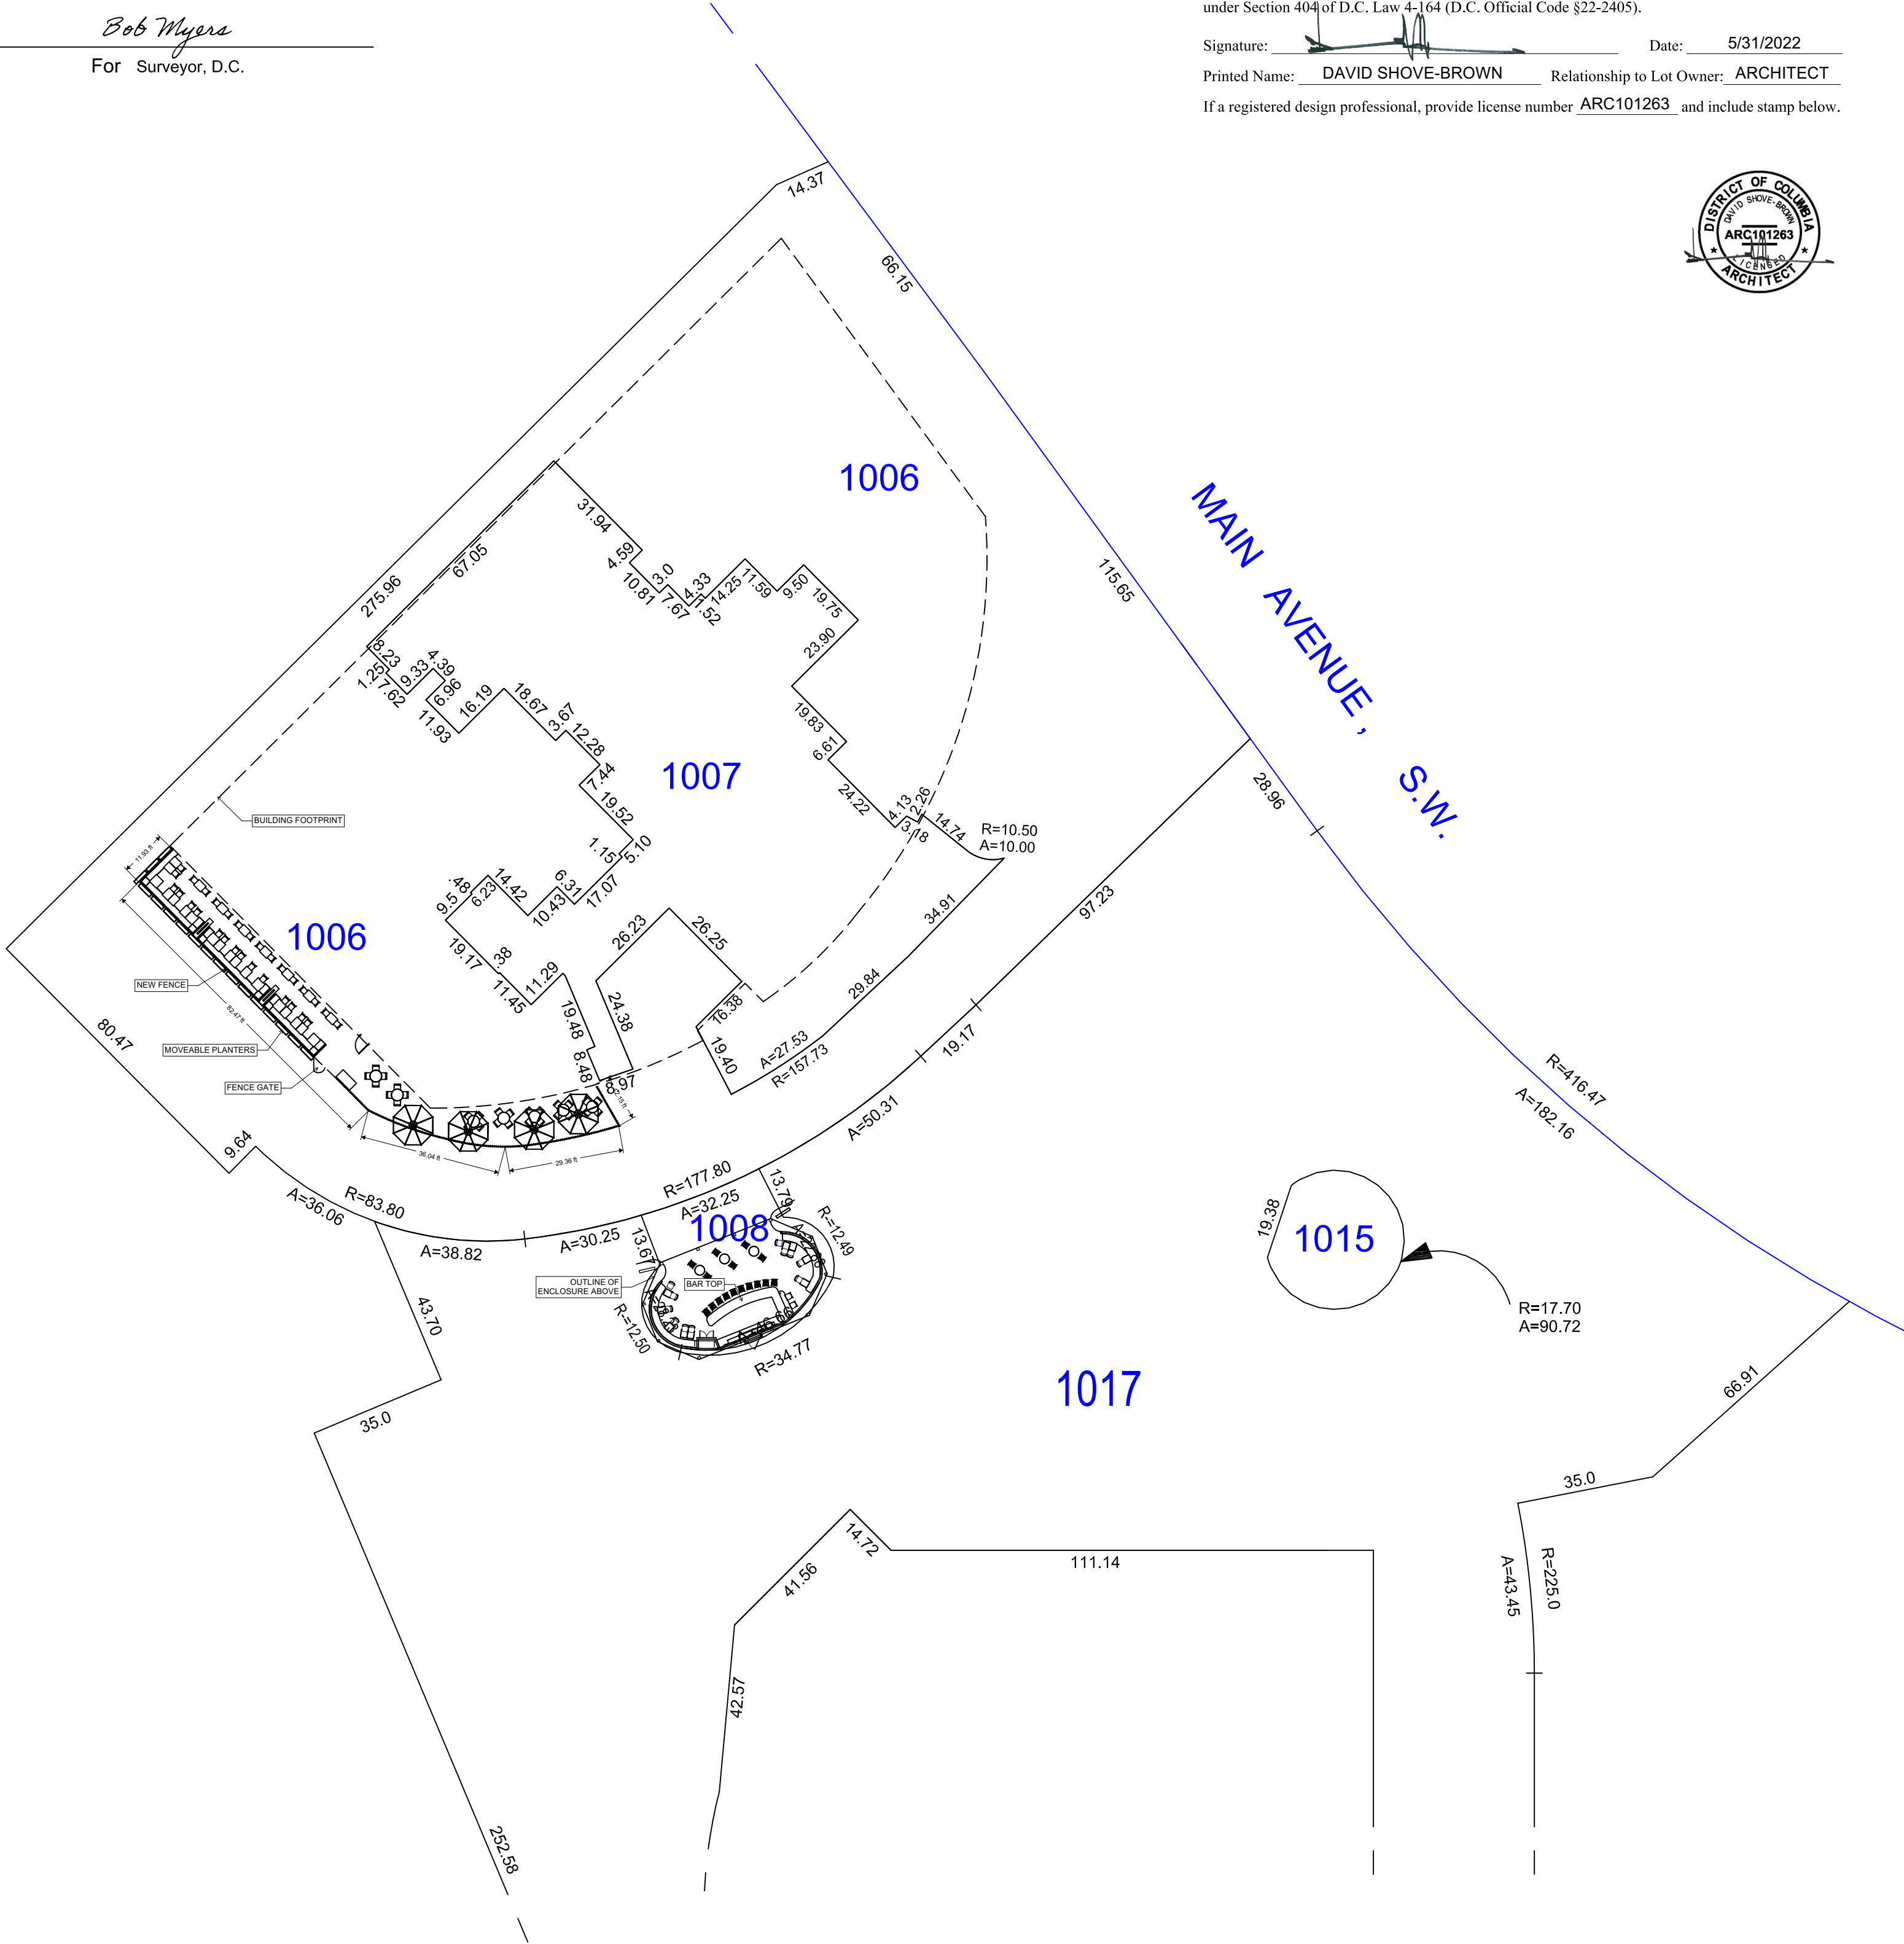 Bob Myers
For Surveyor, D.C.
under Section 404 of D.C. Law 4-164 (D.C. Official Code §22-2405).
Signature: Date: 5/31/2022
Printed Name: DAVID SHOVE-BROWN Relationship to Lot Owner: ARCHITECT
If a registered design professional, provide license number ARC101263 and include stamp below.
DISTRICT OF COLUMBIA
DAVID SHOVE-BROWN
ARC101263
LICENSED
ARCHITECT
14.37
66.15
1006
31.94
4.59
10.81
3.0
7.67
4.33
1.52
14.25
11.59
9.50
19.75
23.90
67.05
275.96
115.65
MAIN AVENUE , S.W.
8.23
1.25
7.62
9.33
4.39
6.96
11.93
16.19
18.67
3.67
12.28
7.44
19.52
5.10
1.15
17.07
6.31
10.43
14.42
6.23
.48
9.5
19.17
.38
11.45
11.29
1007
19.83
6.61
24.22
4.13
3.18
2.26
14.74
R=10.50
A=10.00
28.96
BUILDING FOOTPRINT
11.93 ft
1006
NEW FENCE
82.47 ft
MOVEABLE PLANTERS
FENCE GATE
80.47
9.64
26.23
26.25
24.38
19.48
8.48
8.97
16.38
19.40
34.91
29.84
A=27.53
R=157.73
97.23
19.17
A=50.31
36.04 ft
29.36 ft
A=36.06
R=83.80
A=38.82
A=30.25
R=177.80
A=32.25
13.79
13.67
1008
R=12.49
OUTLINE OF
ENCLOSURE ABOVE
BAR TOP
R=12.50
R=34.77
R=416.47
A=182.16
19.38
1015
R=17.70
A=90.72
43.70
35.0
1017
66.91
35.0
14.72
41.56
111.14
42.57
A=43.45
R=225.0
252.58